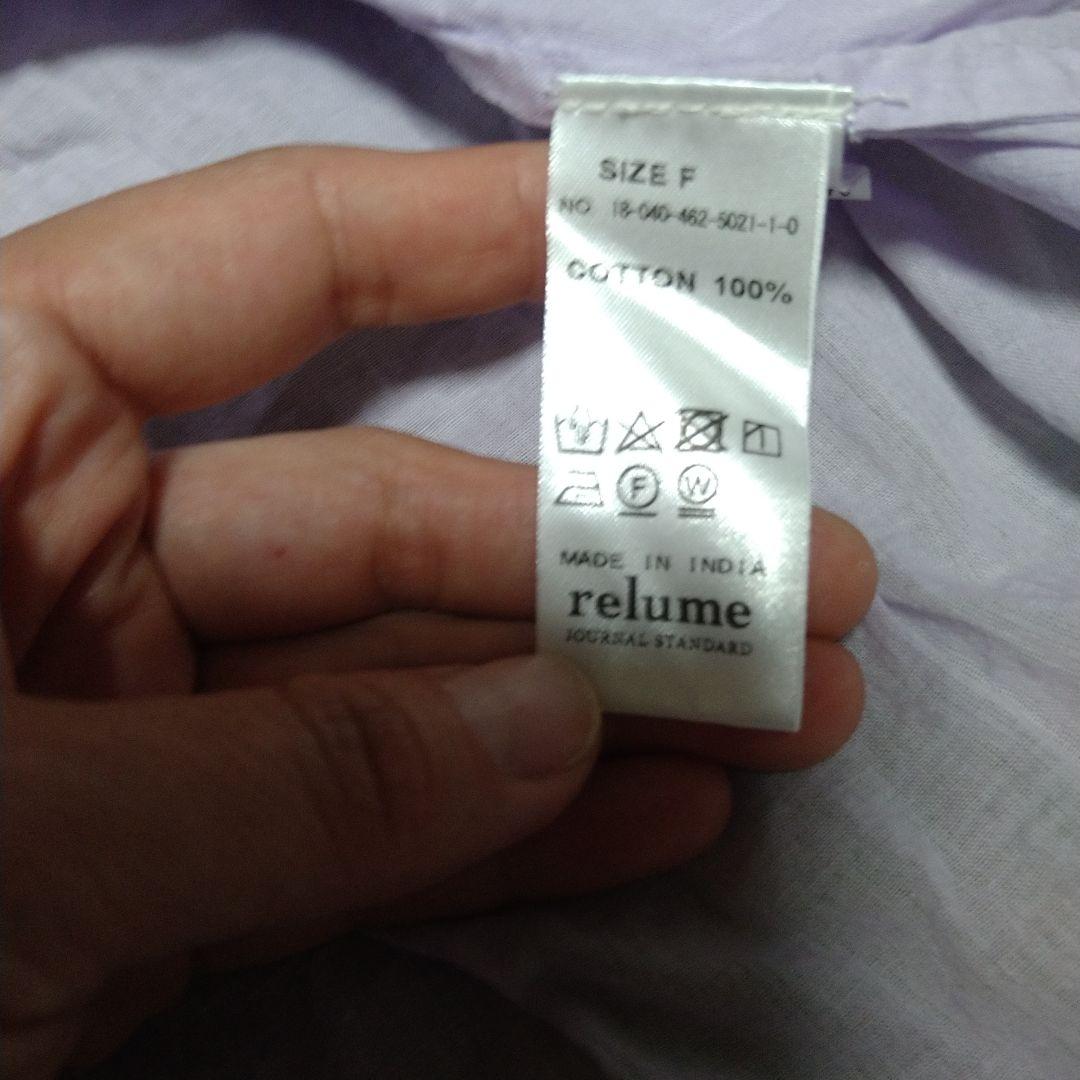 SIZE F
NO 18-040-462-5021-1-0
COTTON 100%
F W
MADE IN INDIA
relume
JOURNAL STANDARD